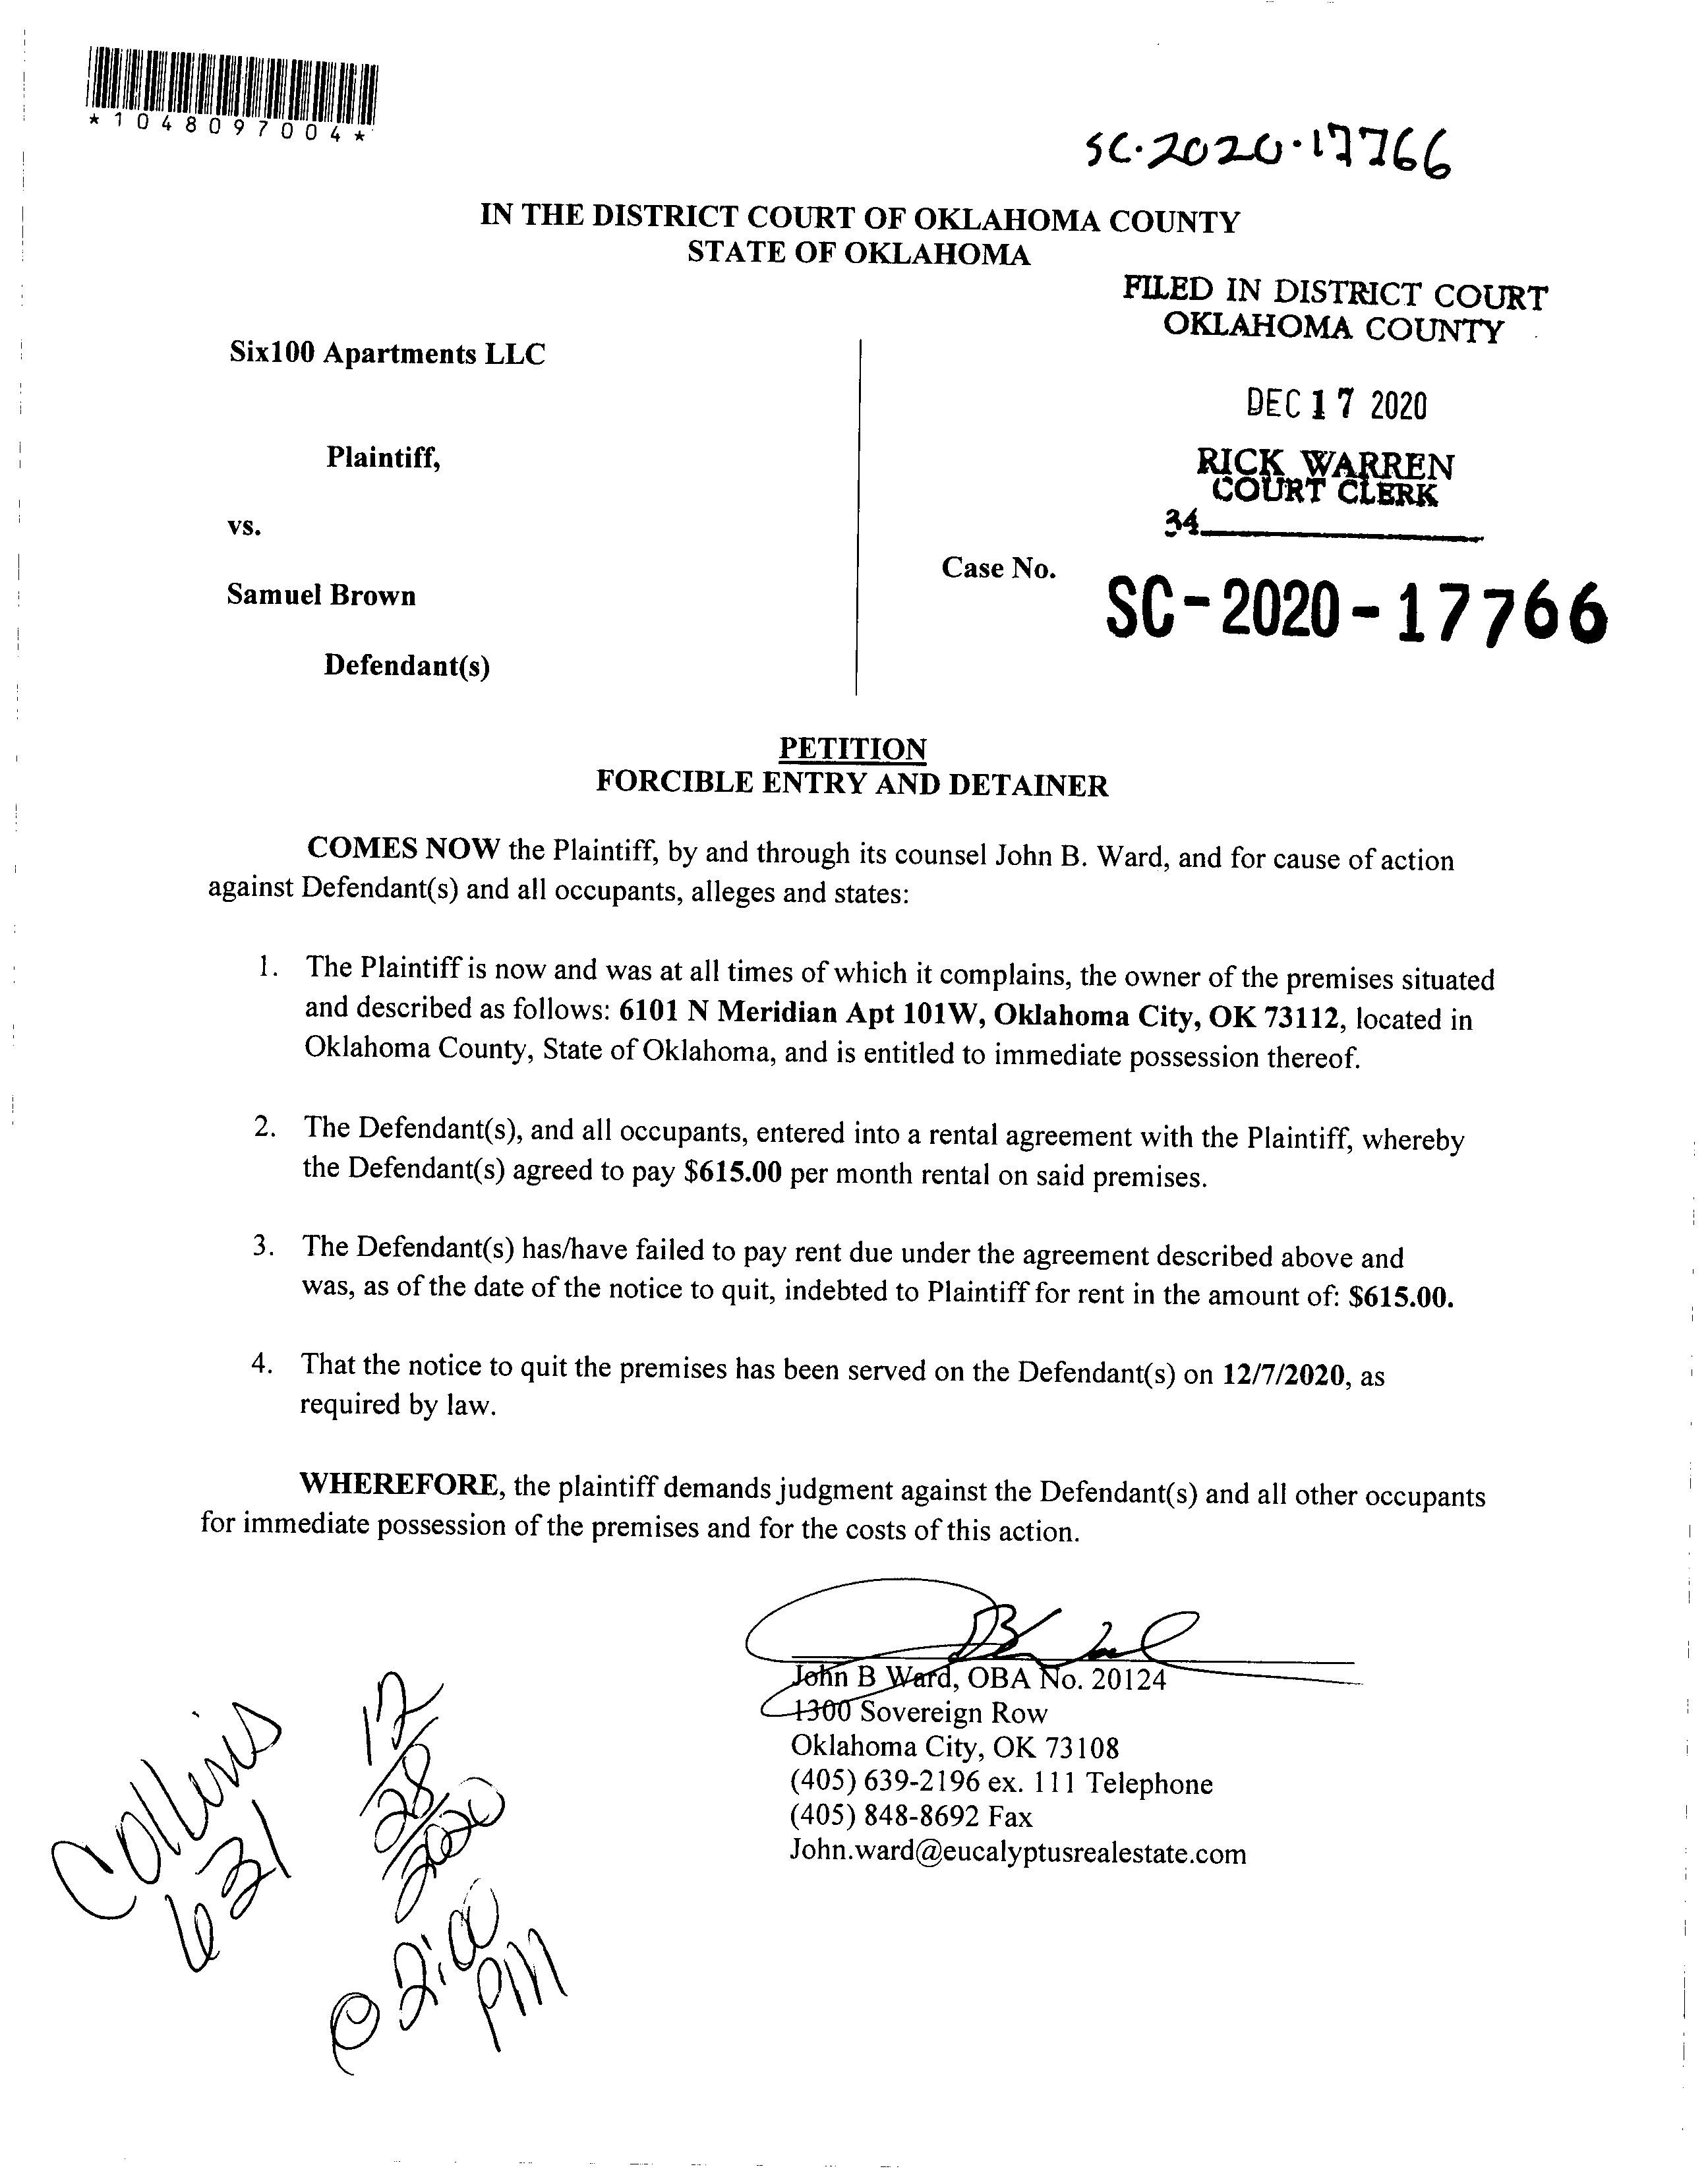 *1048097004*
SC-2020-17766
IN THE DISTRICT COURT OF OKLAHOMA COUNTY
STATE OF OKLAHOMA
FILED IN DISTRICT COURT
OKLAHOMA COUNTY
Six100 Apartments LLC
DEC 17 2020
Plaintiff,
RICK WARREN
COURT CLERK
34
vs.
Case No.
SC-2020-17766
Samuel Brown
Defendant(s)
PETITION
FORCIBLE ENTRY AND DETAINER
COMES NOW the Plaintiff, by and through its counsel John B. Ward, and for cause of action
against Defendant(s) and all occupants, alleges and states:
1. The Plaintiff is now and was at all times of which it complains, the owner of the premises situated
and described as follows: 6101 N Meridian Apt 101W, Oklahoma City, OK 73112, located in
Oklahoma County, State of Oklahoma, and is entitled to immediate possession thereof.
2. The Defendant(s), and all occupants, entered into a rental agreement with the Plaintiff, whereby
the Defendant(s) agreed to pay $615.00 per month rental on said premises.
3. The Defendant(s) has/have failed to pay rent due under the agreement described above and
was, as of the date of the notice to quit, indebted to Plaintiff for rent in the amount of: $615.00.
4. That the notice to quit the premises has been served on the Defendant(s) on 12/7/2020, as
required by law.
WHEREFORE, the plaintiff demands judgment against the Defendant(s) and all other occupants
for immediate possession of the premises and for the costs of this action.
John B Ward, OBA No. 20124
1300 Sovereign Row
Oklahoma City, OK 73108
(405) 639-2196 ex. 111 Telephone
(405) 848-8692 Fax
John.ward@eucalyptusrealestate.com
Collins
631
12/28/2020
@ 2:00
PM